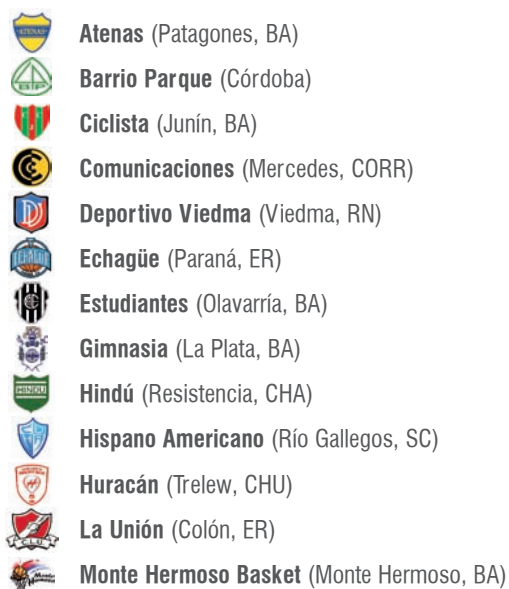 ATENAS
Atenas (Patagones, BA)
Barrio Parque (Córdoba)
Ciclista (Junín, BA)
Comunicaciones (Mercedes, CORR)
Deportivo Viedma (Viedma, RN)
Echagüe (Paraná, ER)
Estudiantes (Olavarría, BA)
Gimnasia (La Plata, BA)
HINDU
Hindú (Resistencia, CHA)
Hispano Americano (Río Gallegos, SC)
Huracán (Trelew, CHU)
C.L.U
La Unión (Colón, ER)
Monte Hermoso Basket (Monte Hermoso, BA)